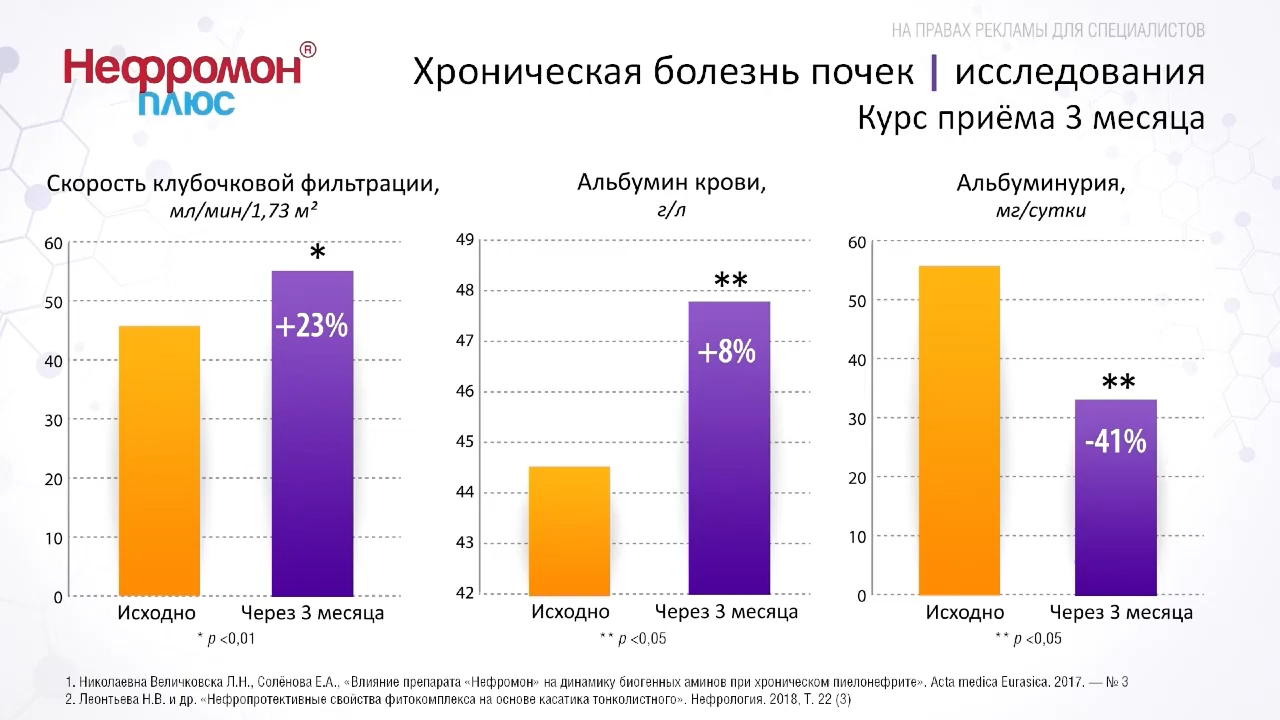 НА ПРАВАХ РЕКЛАМЫ ДЛЯ СПЕЦИАЛИСТОВ
Нефромон®
плюс
Хроническая болезнь почек | исследования
Курс приёма 3 месяца
Скорость клубочковой фильтрации,
мл/мин/1,73 м²
60
50
40
30
20
10
0
*
+23%
Исходно
Через 3 месяца
* p <0,01
Альбумин крови,
г/л
49
48
47
46
45
44
43
42
**
+8%
Исходно
Через 3 месяца
** p <0,05
Альбуминурия,
мг/сутки
60
50
40
30
20
10
0
**
-41%
Исходно
Через 3 месяца
** p <0,05
1. Николаевна Величковска Л.Н., Солёнова Е.А., «Влияние препарата «Нефромон» на динамику биогенных аминов при хроническом пиелонефрите». Acta medica Eurasica. 2017. — № 3
2. Леонтьева Н.В. и др. «Нефропротективные свойства фитокомплекса на основе касатика тонколистного». Нефрология. 2018, Т. 22 (3)